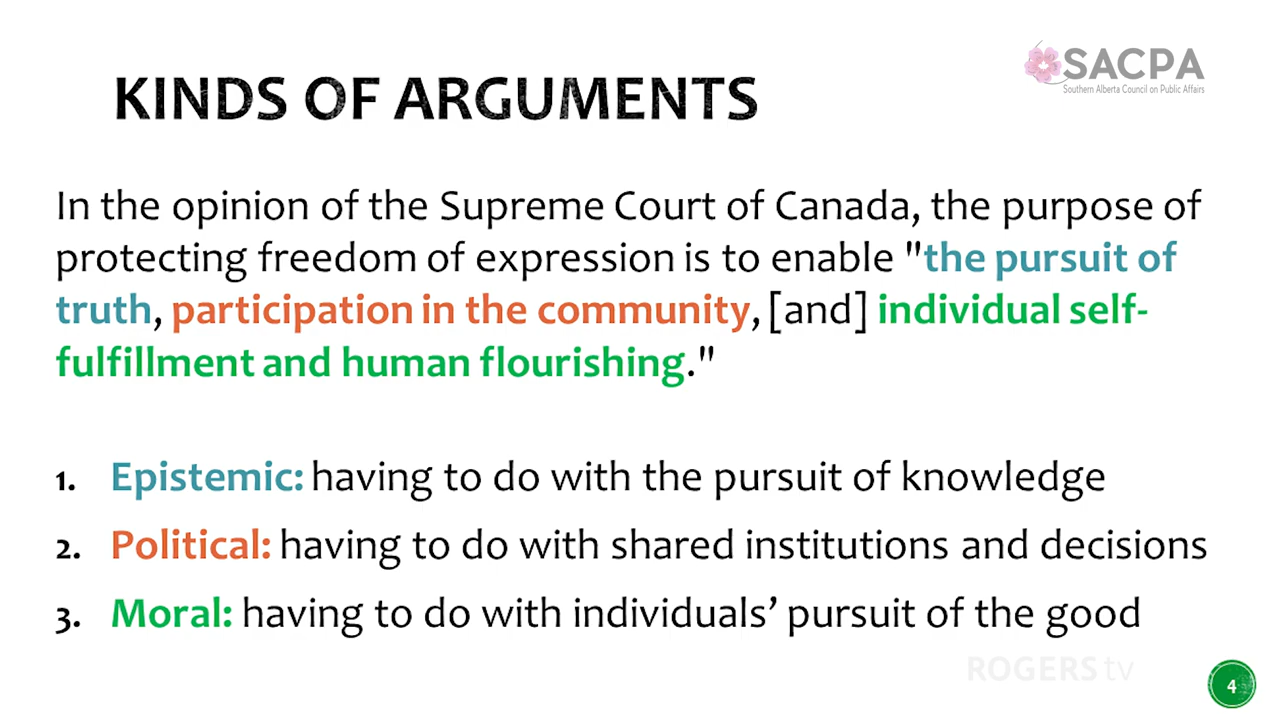 SACPA
Southern Alberta Council on Public Affairs
KINDS OF ARGUMENTS
In the opinion of the Supreme Court of Canada, the purpose of
protecting freedom of expression is to enable "the pursuit of
truth, participation in the community, [and] individual self-
fulfillment and human flourishing."
1. Epistemic: having to do with the pursuit of knowledge
2. Political: having to do with shared institutions and decisions
3. Moral: having to do with individuals’ pursuit of the good
ROGERS tv
4